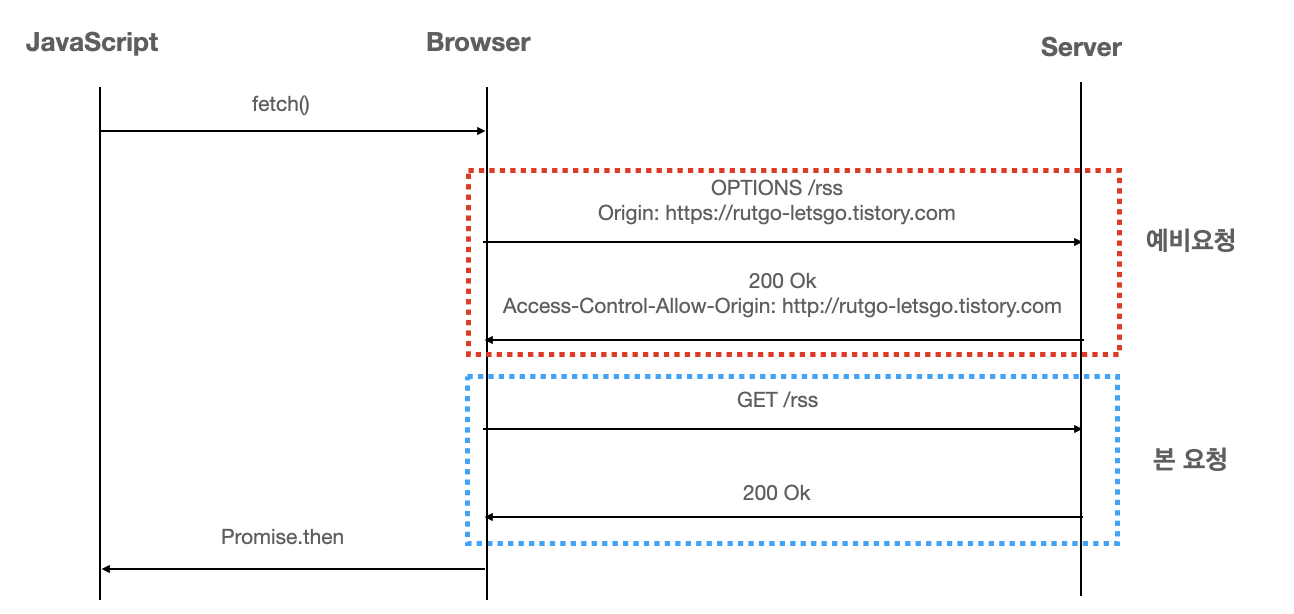 JavaScript
Browser
Server
fetch()
OPTIONS /rss
Origin: https://rutgo-letsgo.tistory.com
예비요청
200 Ok
Access-Control-Allow-Origin: http://rutgo-letsgo.tistory.com
GET /rss
본 요청
200 Ok
Promise.then